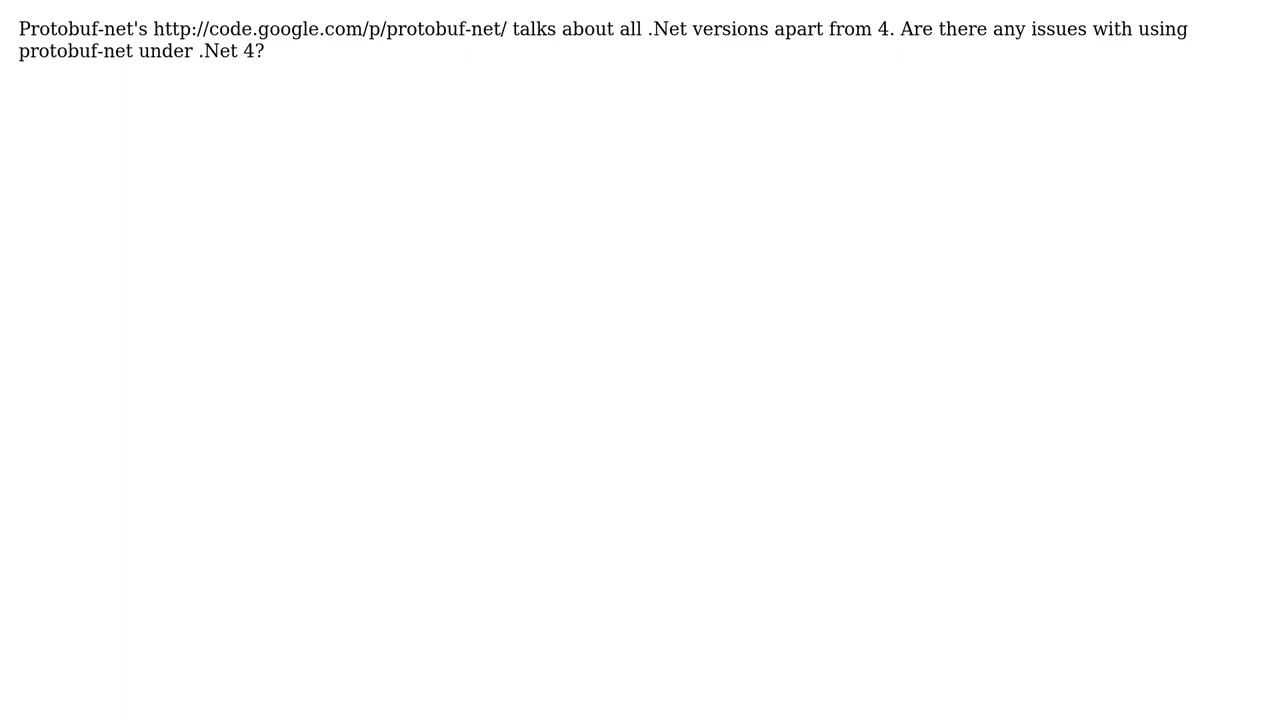 Protobuf-net's http://code.google.com/p/protobuf-net/ talks about all .Net versions apart from 4. Are there any issues with using
protobuf-net under .Net 4?